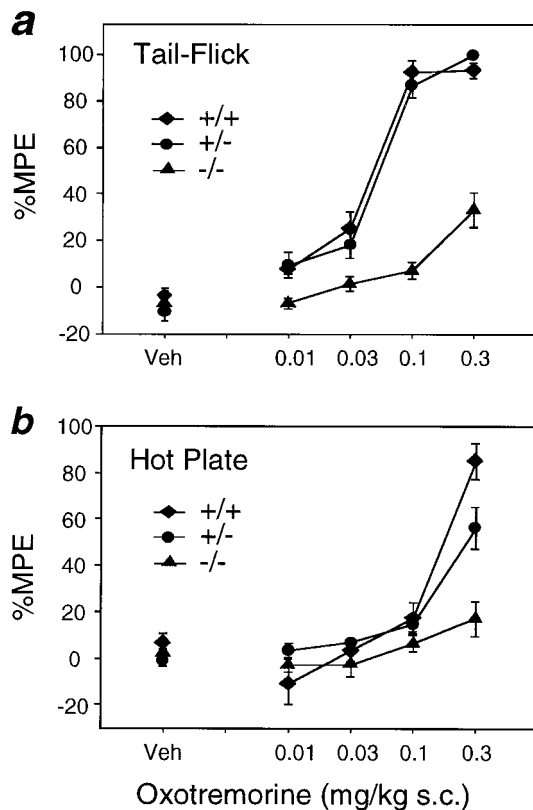 a
Tail-Flick
+/+
+/-
-/-
%MPE
100
80
60
40
20
0
-20
Veh 0.01 0.03 0.1 0.3
b
Hot Plate
+/+
+/-
-/-
%MPE
100
80
60
40
20
0
-20
Veh 0.01 0.03 0.1 0.3
Oxotremorine (mg/kg s.c.)